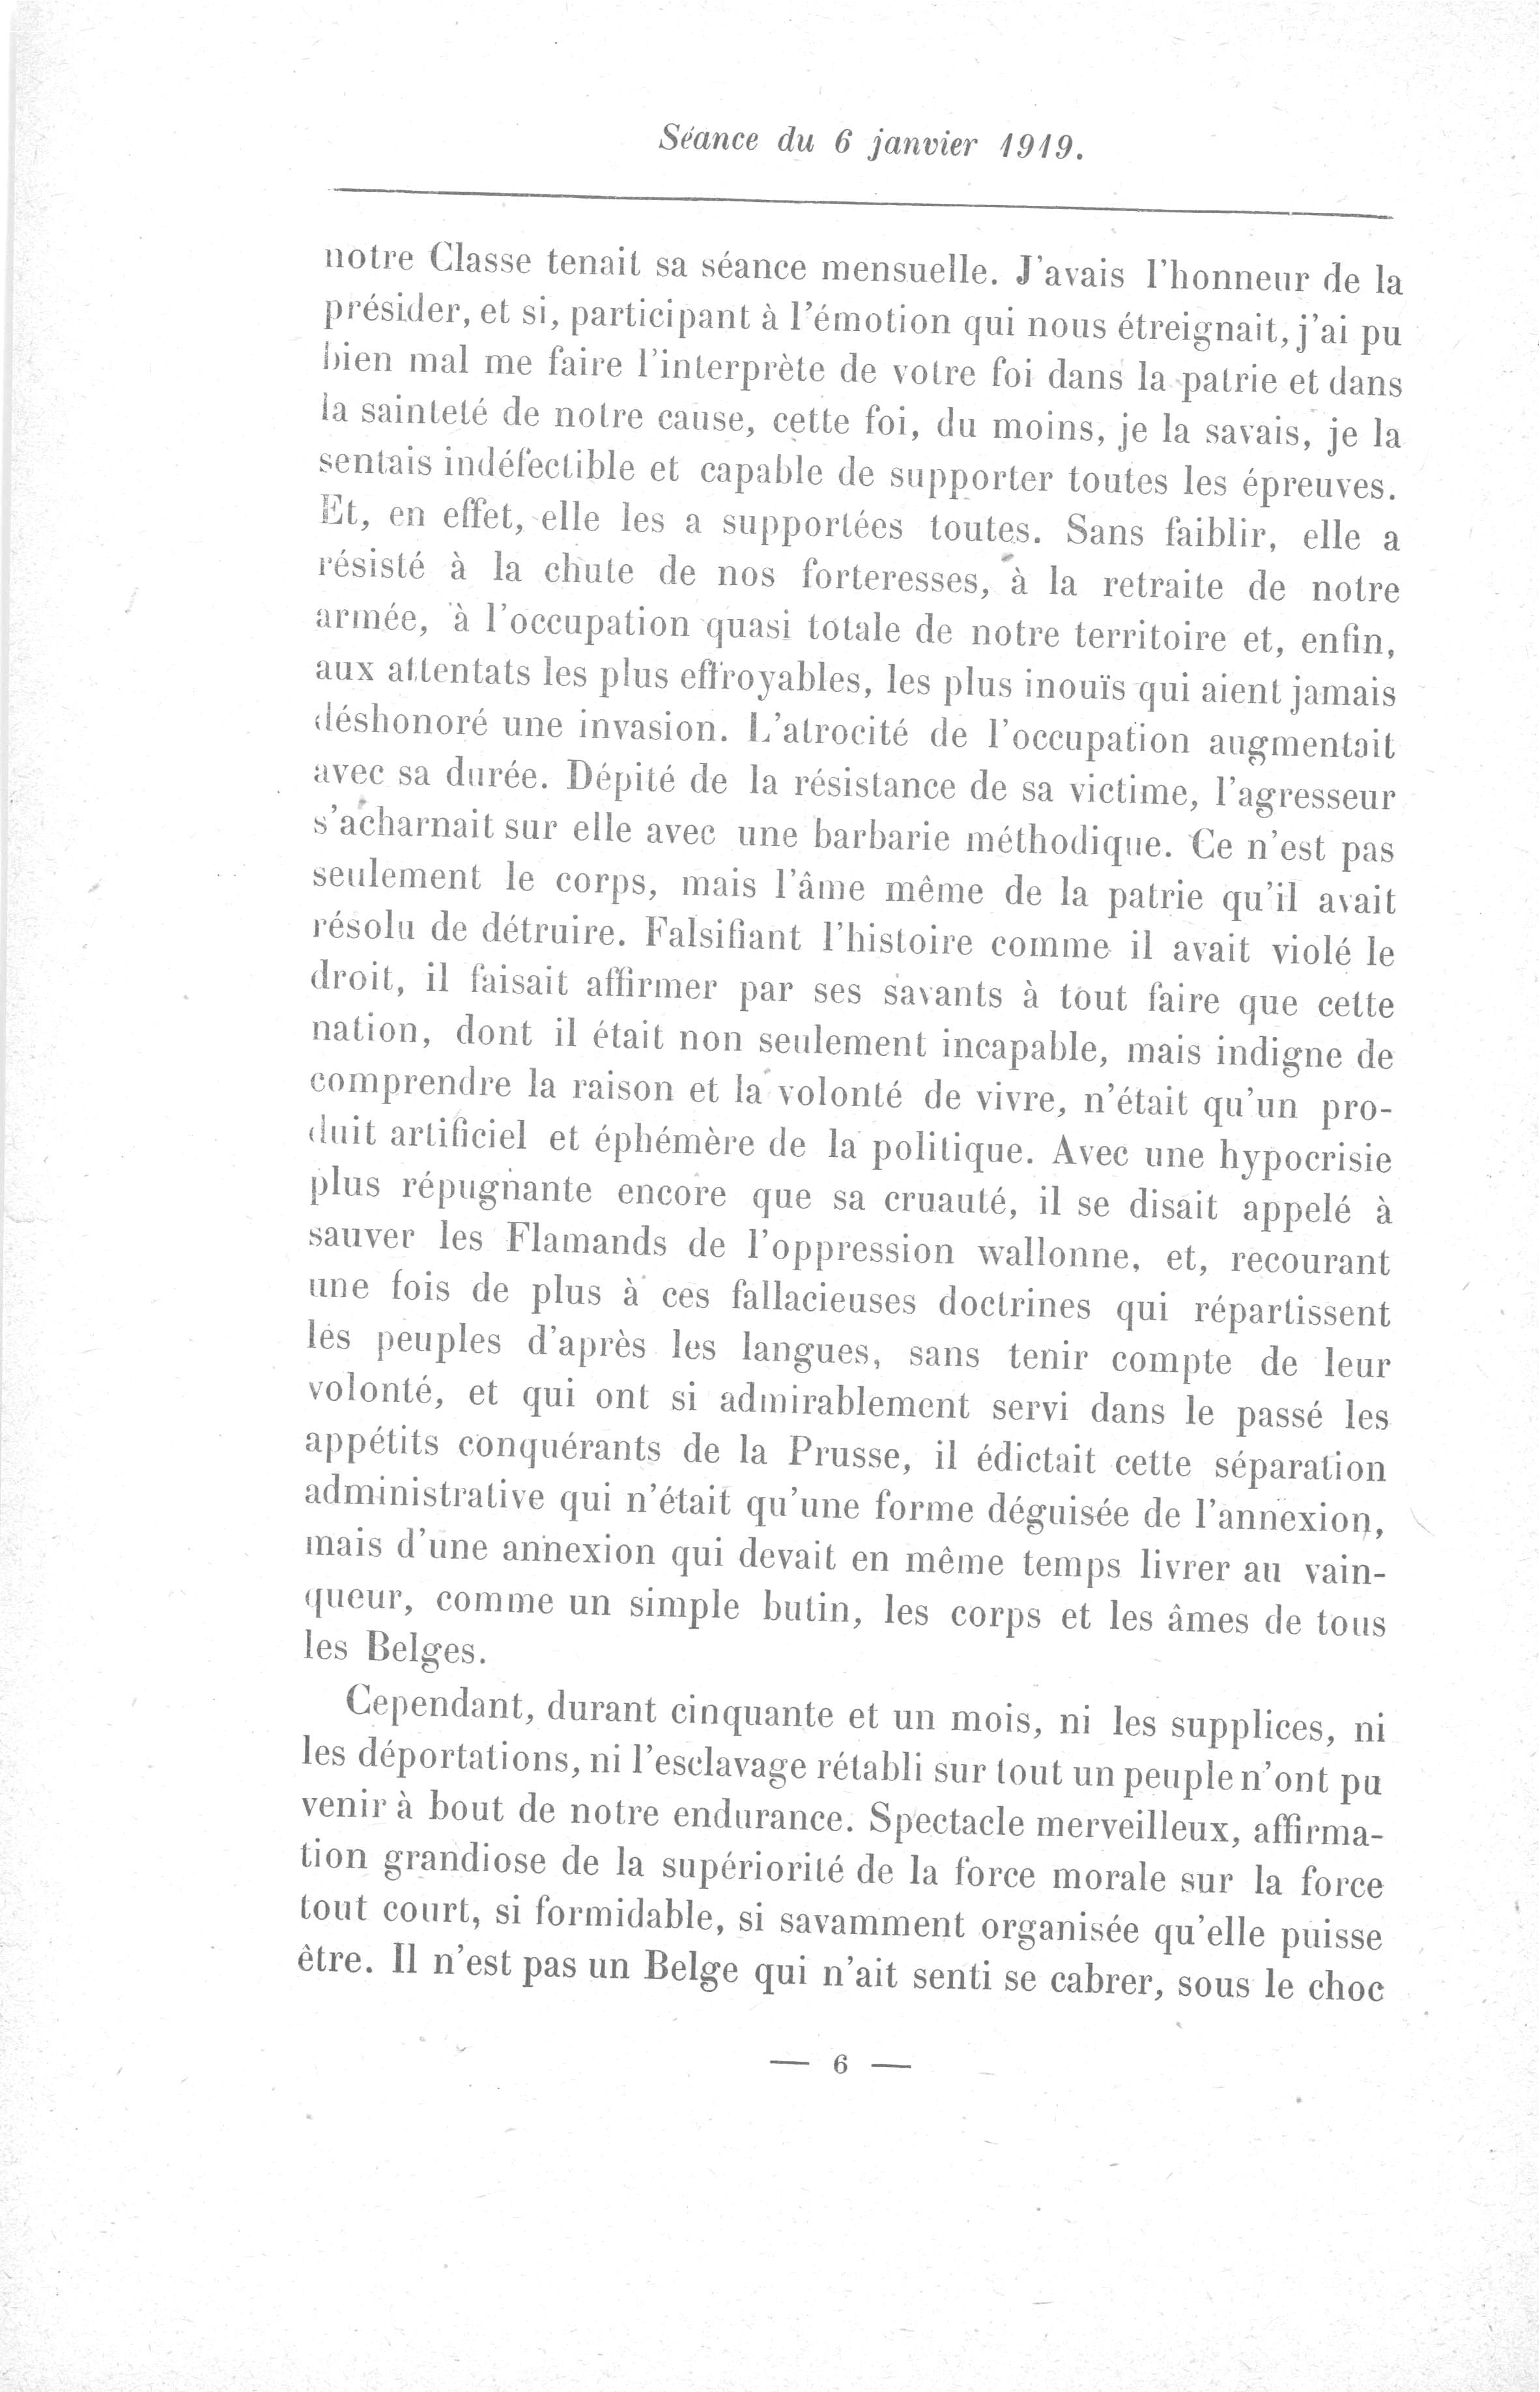 Séance du 6 janvier 1919.
notre Classe tenait sa séance mensuelle. J'avais l'honneur de la
présider, et si, participant à l'émotion qui nous étreignait, j'ai pu
bien mal me faire l'interprète de votre foi dans la patrie et dans
la sainteté de notre cause, cette foi, du moins, je la savais, je la
sentais indéfectible et capable de supporter toutes les épreuves.
Et, en effet, elle les a supportées toutes. Sans faiblir, elle a
résisté à la chute de nos forteresses, à la retraite de notre
armée, à l'occupation quasi totale de notre territoire et, enfin,
aux attentats les plus effroyables, les plus inouïs qui aient jamais
déshonoré une invasion. L'atrocité de l'occupation augmentait
avec sa durée. Dépité de la résistance de sa victime, l'agresseur
s'acharnait sur elle avec une barbarie méthodique. Ce n'est pas
seulement le corps, mais l'âme même de la patrie qu'il avait
résolu de détruire. Falsifiant l'histoire comme il avait violé le
droit, il faisait affirmer par ses savants à tout faire que cette
nation, dont il était non seulement incapable, mais indigne de
comprendre la raison et la volonté de vivre, n'était qu'un pro-
duit artificiel et éphémère de la politique. Avec une hypocrisie
plus répugnante encore que sa cruauté, il se disait appelé à
sauver les Flamands de l'oppression wallonne, et, recourant
une fois de plus à ces fallacieuses doctrines qui répartissent
les peuples d'après les langues, sans tenir compte de leur
volonté, et qui ont si admirablement servi dans le passé les
appétits conquérants de la Prusse, il édictait cette séparation
administrative qui n'était qu'une forme déguisée de l'annexion,
mais d'une annexion qui devait en même temps livrer au vain-
queur, comme un simple butin, les corps et les âmes de tous
les Belges.
Cependant, durant cinquante et un mois, ni les supplices, ni
les déportations, ni l'esclavage rétabli sur tout un peuple n'ont pu
venir à bout de notre endurance. Spectacle merveilleux, affirma-
tion grandiose de la supériorité de la force morale sur la force
tout court, si formidable, si savamment organisée qu'elle puisse
être. Il n'est pas un Belge qui n'ait senti se cabrer, sous le choc
— 6 —